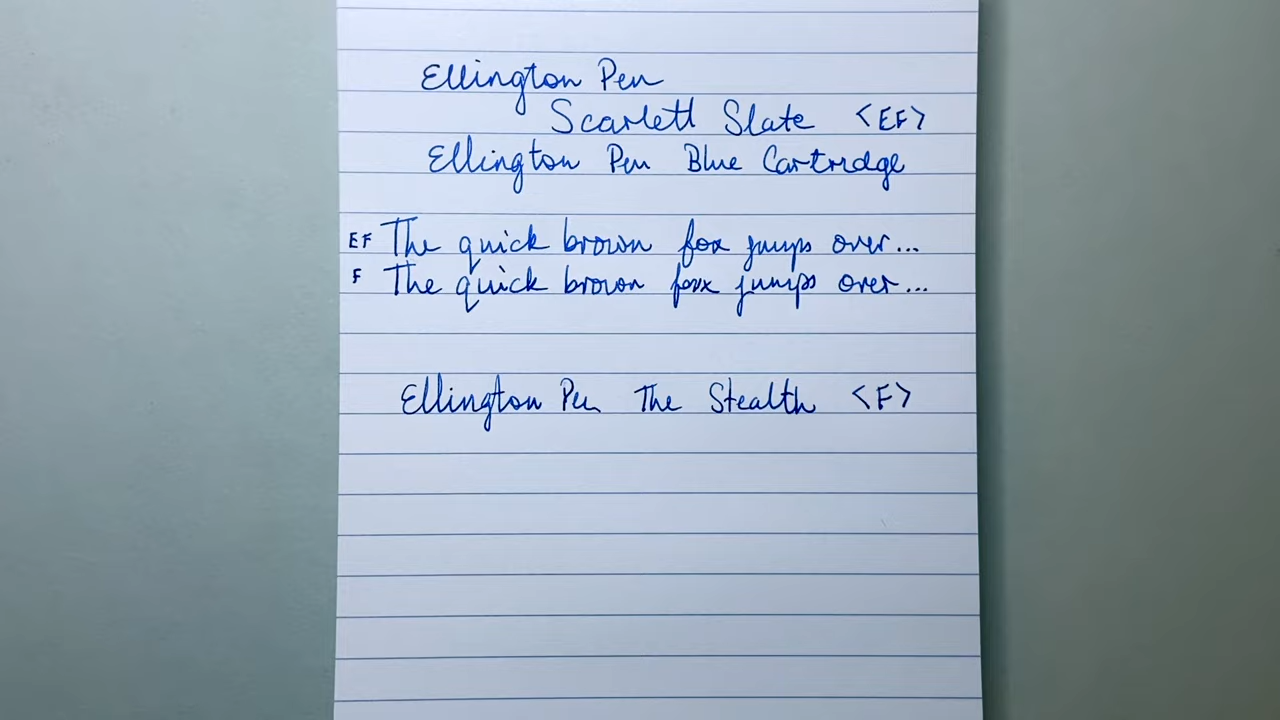 Ellington Pen
Scarlett Slate <EF>
Ellington Pen Blue Cartridge
EF The quick brown fox jumps over...
F The quick brown fox jumps over...
Ellington Pen The Stealth <F>